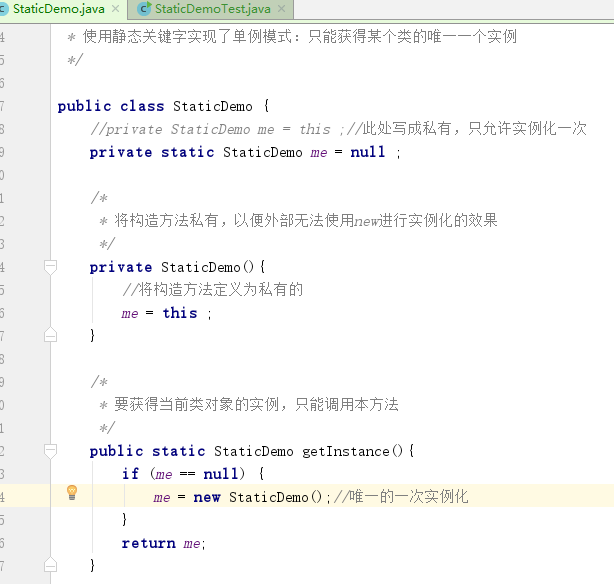 StaticDemo.java × StaticDemoTest.java ×
4 * 使用静态关键字实现了单例模式：只能获得某个类的唯一一个实例
5 */
6
7 public class StaticDemo {
8 //private StaticDemo me = this ;//此处写成私有，只允许实例化一次
9 private static StaticDemo me = null ;
0
1 /*
2 * 将构造方法私有，以便外部无法使用new进行实例化的效果
3 */
4 private StaticDemo(){
5 //将构造方法定义为私有的
6 me = this ;
7 }
8
9 /*
0 * 要获得当前类对象的实例，只能调用本方法
1 */
2 public static StaticDemo getInstance(){
3 if (me == null) {
4 me = new StaticDemo();//唯一的一次实例化
5 }
6 return me;
7 }